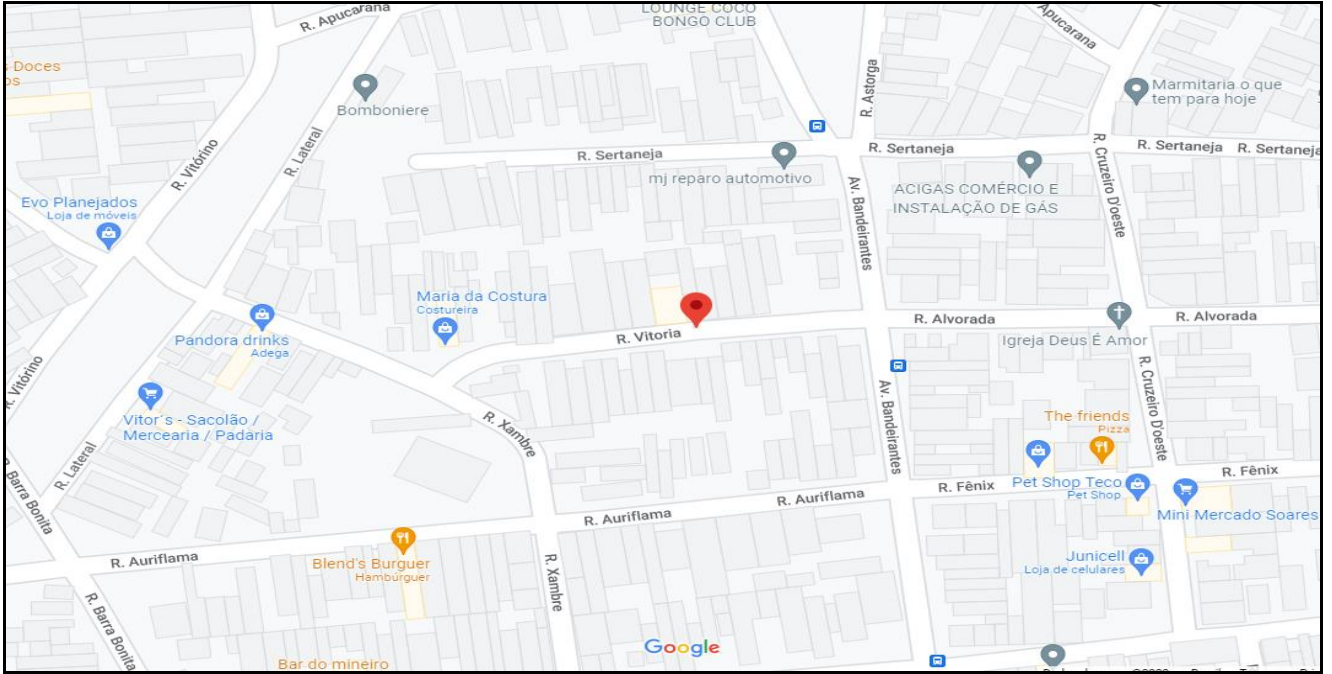 R. Apucarana
LOUNGE COCO
BONGO CLUB
Apucarana
Doces
R. Astorga
Marmitaria o que
tem para hoje
Bomboniere
R. Vitórino
R. Lateral
R. Sertaneja
R. Sertaneja
R. Sertaneja
R. Sertaneja
R. Cruzeiro D'oeste
mj reparo automotivo
ACIGAS COMÉRCIO E
INSTALAÇÃO DE GÁS
Evo Planejados
Loja de móveis
Av. Bandeirantes
Maria da Costura
Costureira
Pandora drinks
Adega
R. Vitoria
R. Alvorada
R. Alvorada
Igreja Deus É Amor
R. Vitórino
R. Cruzeiro D'oeste
Vitor´s - Sacolão /
Mercearia / Padaria
R. Xambre
Av. Bandeirantes
The friends
Pizza
R. Lateral
R. Barra Bonita
R. Fênix
R. Fênix
Pet Shop Teco
Pet Shop
R. Auriflama
R. Auriflama
R. Auriflama
Mini Mercado Soares
Blend's Burguer
Hambúrguer
R. Xambre
Junicell
Loja de celulares
R. Barra Bonita
Google
Bar do mineiro